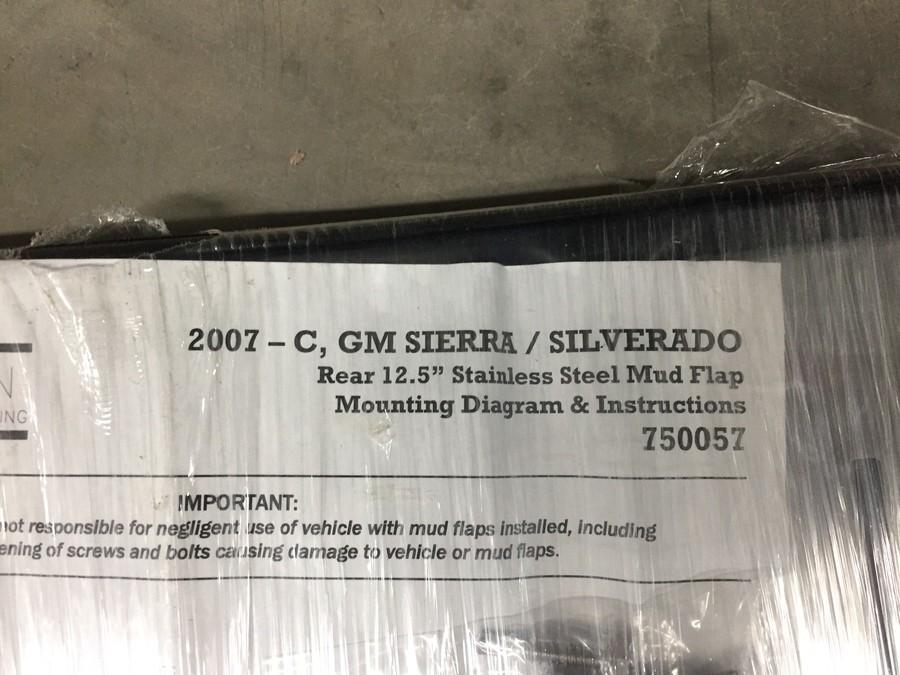 2007 – C, GM SIERRA / SILVERADO
Rear 12.5” Stainless Steel Mud Flap
Mounting Diagram & Instructions
750057
N
ING
IMPORTANT:
not responsible for negligent use of vehicle with mud flaps installed, including
ening of screws and bolts causing damage to vehicle or mud flaps.